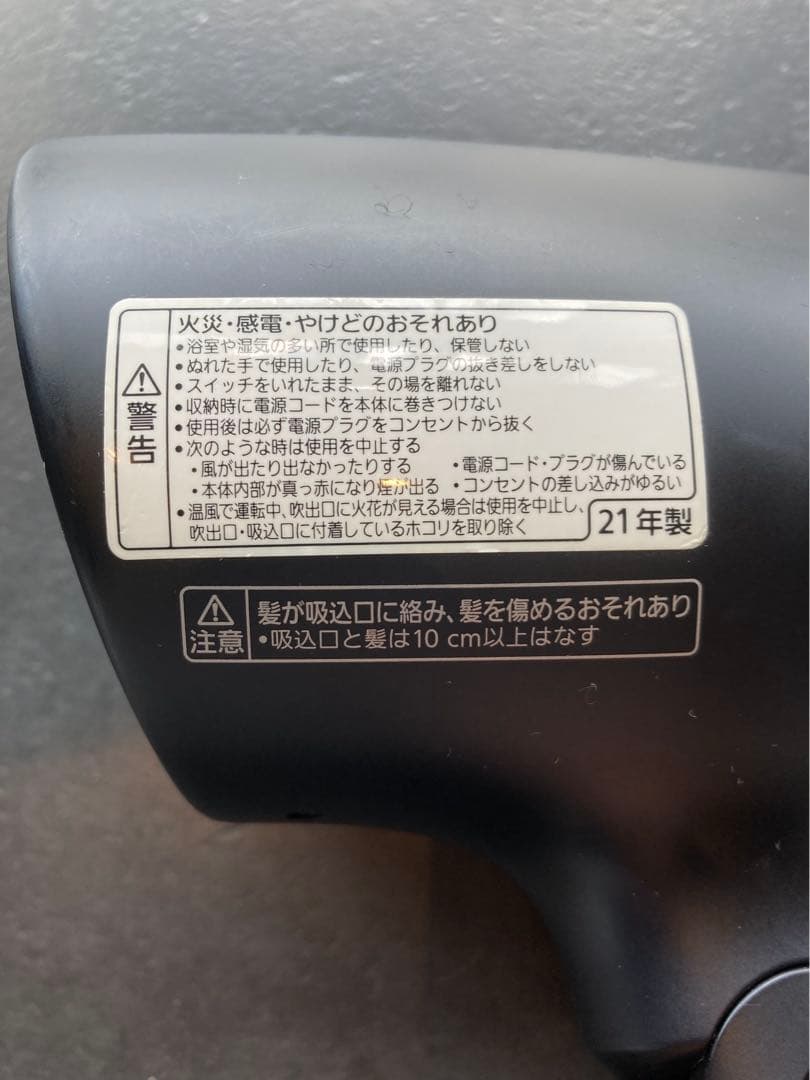 警告
火災・感電・やけどのおそれあり
•浴室や湿気の多い所で使用したり、保管しない
•ぬれた手で使用したり、電源プラグの抜き差しをしない
•スイッチをいれたまま、その場を離れない
•収納時に電源コードを本体に巻きつけない
•使用後は必ず電源プラグをコンセントから抜く
•次のような時は使用を中止する
・風が出たり出なかったりする ・電源コード・プラグが傷んでいる
・本体内部が真っ赤になり煙が出る ・コンセントの差し込みがゆるい
•温風で運転中、吹出口に火花が見える場合は使用を中止し、
吹出口・吸込口に付着しているホコリを取り除く
21年製
注意
髪が吸込口に絡み、髪を傷めるおそれあり
•吸込口と髪は10 cm以上はなす